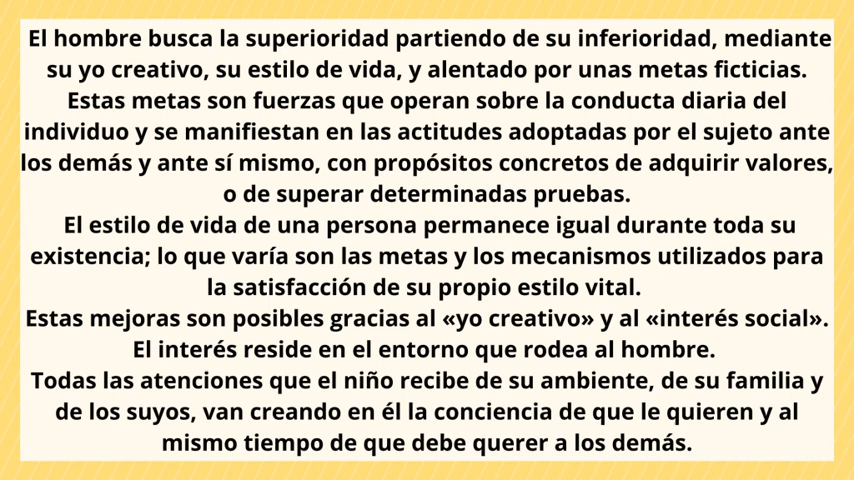 El hombre busca la superioridad partiendo de su inferioridad, mediante
su yo creativo, su estilo de vida, y alentado por unas metas ficticias.
Estas metas son fuerzas que operan sobre la conducta diaria del
individuo y se manifiestan en las actitudes adoptadas por el sujeto ante
los demás y ante sí mismo, con propósitos concretos de adquirir valores,
o de superar determinadas pruebas.
El estilo de vida de una persona permanece igual durante toda su
existencia; lo que varía son las metas y los mecanismos utilizados para
la satisfacción de su propio estilo vital.
Estas mejoras son posibles gracias al «yo creativo» y al «interés social».
El interés reside en el entorno que rodea al hombre.
Todas las atenciones que el niño recibe de su ambiente, de su familia y
de los suyos, van creando en él la conciencia de que le quieren y al
mismo tiempo de que debe querer a los demás.